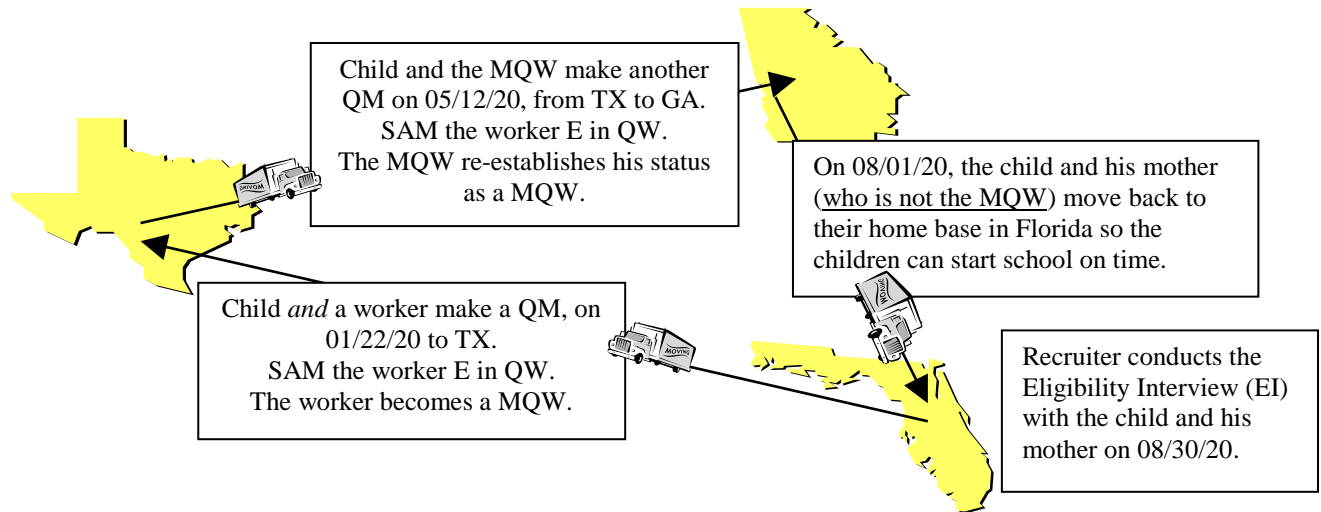 Child and the MQW make another
QM on 05/12/20, from TX to GA.
SAM the worker E in QW.
The MQW re-establishes his status
as a MQW.
On 08/01/20, the child and his mother
(who is not the MQW) move back to
their home base in Florida so the
children can start school on time.
Child and a worker make a QM, on
01/22/20 to TX.
SAM the worker E in QW.
The worker becomes a MQW.
Recruiter conducts the
Eligibility Interview (EI)
with the child and his
mother on 08/30/20.
MOVING
MOVING
MOVING